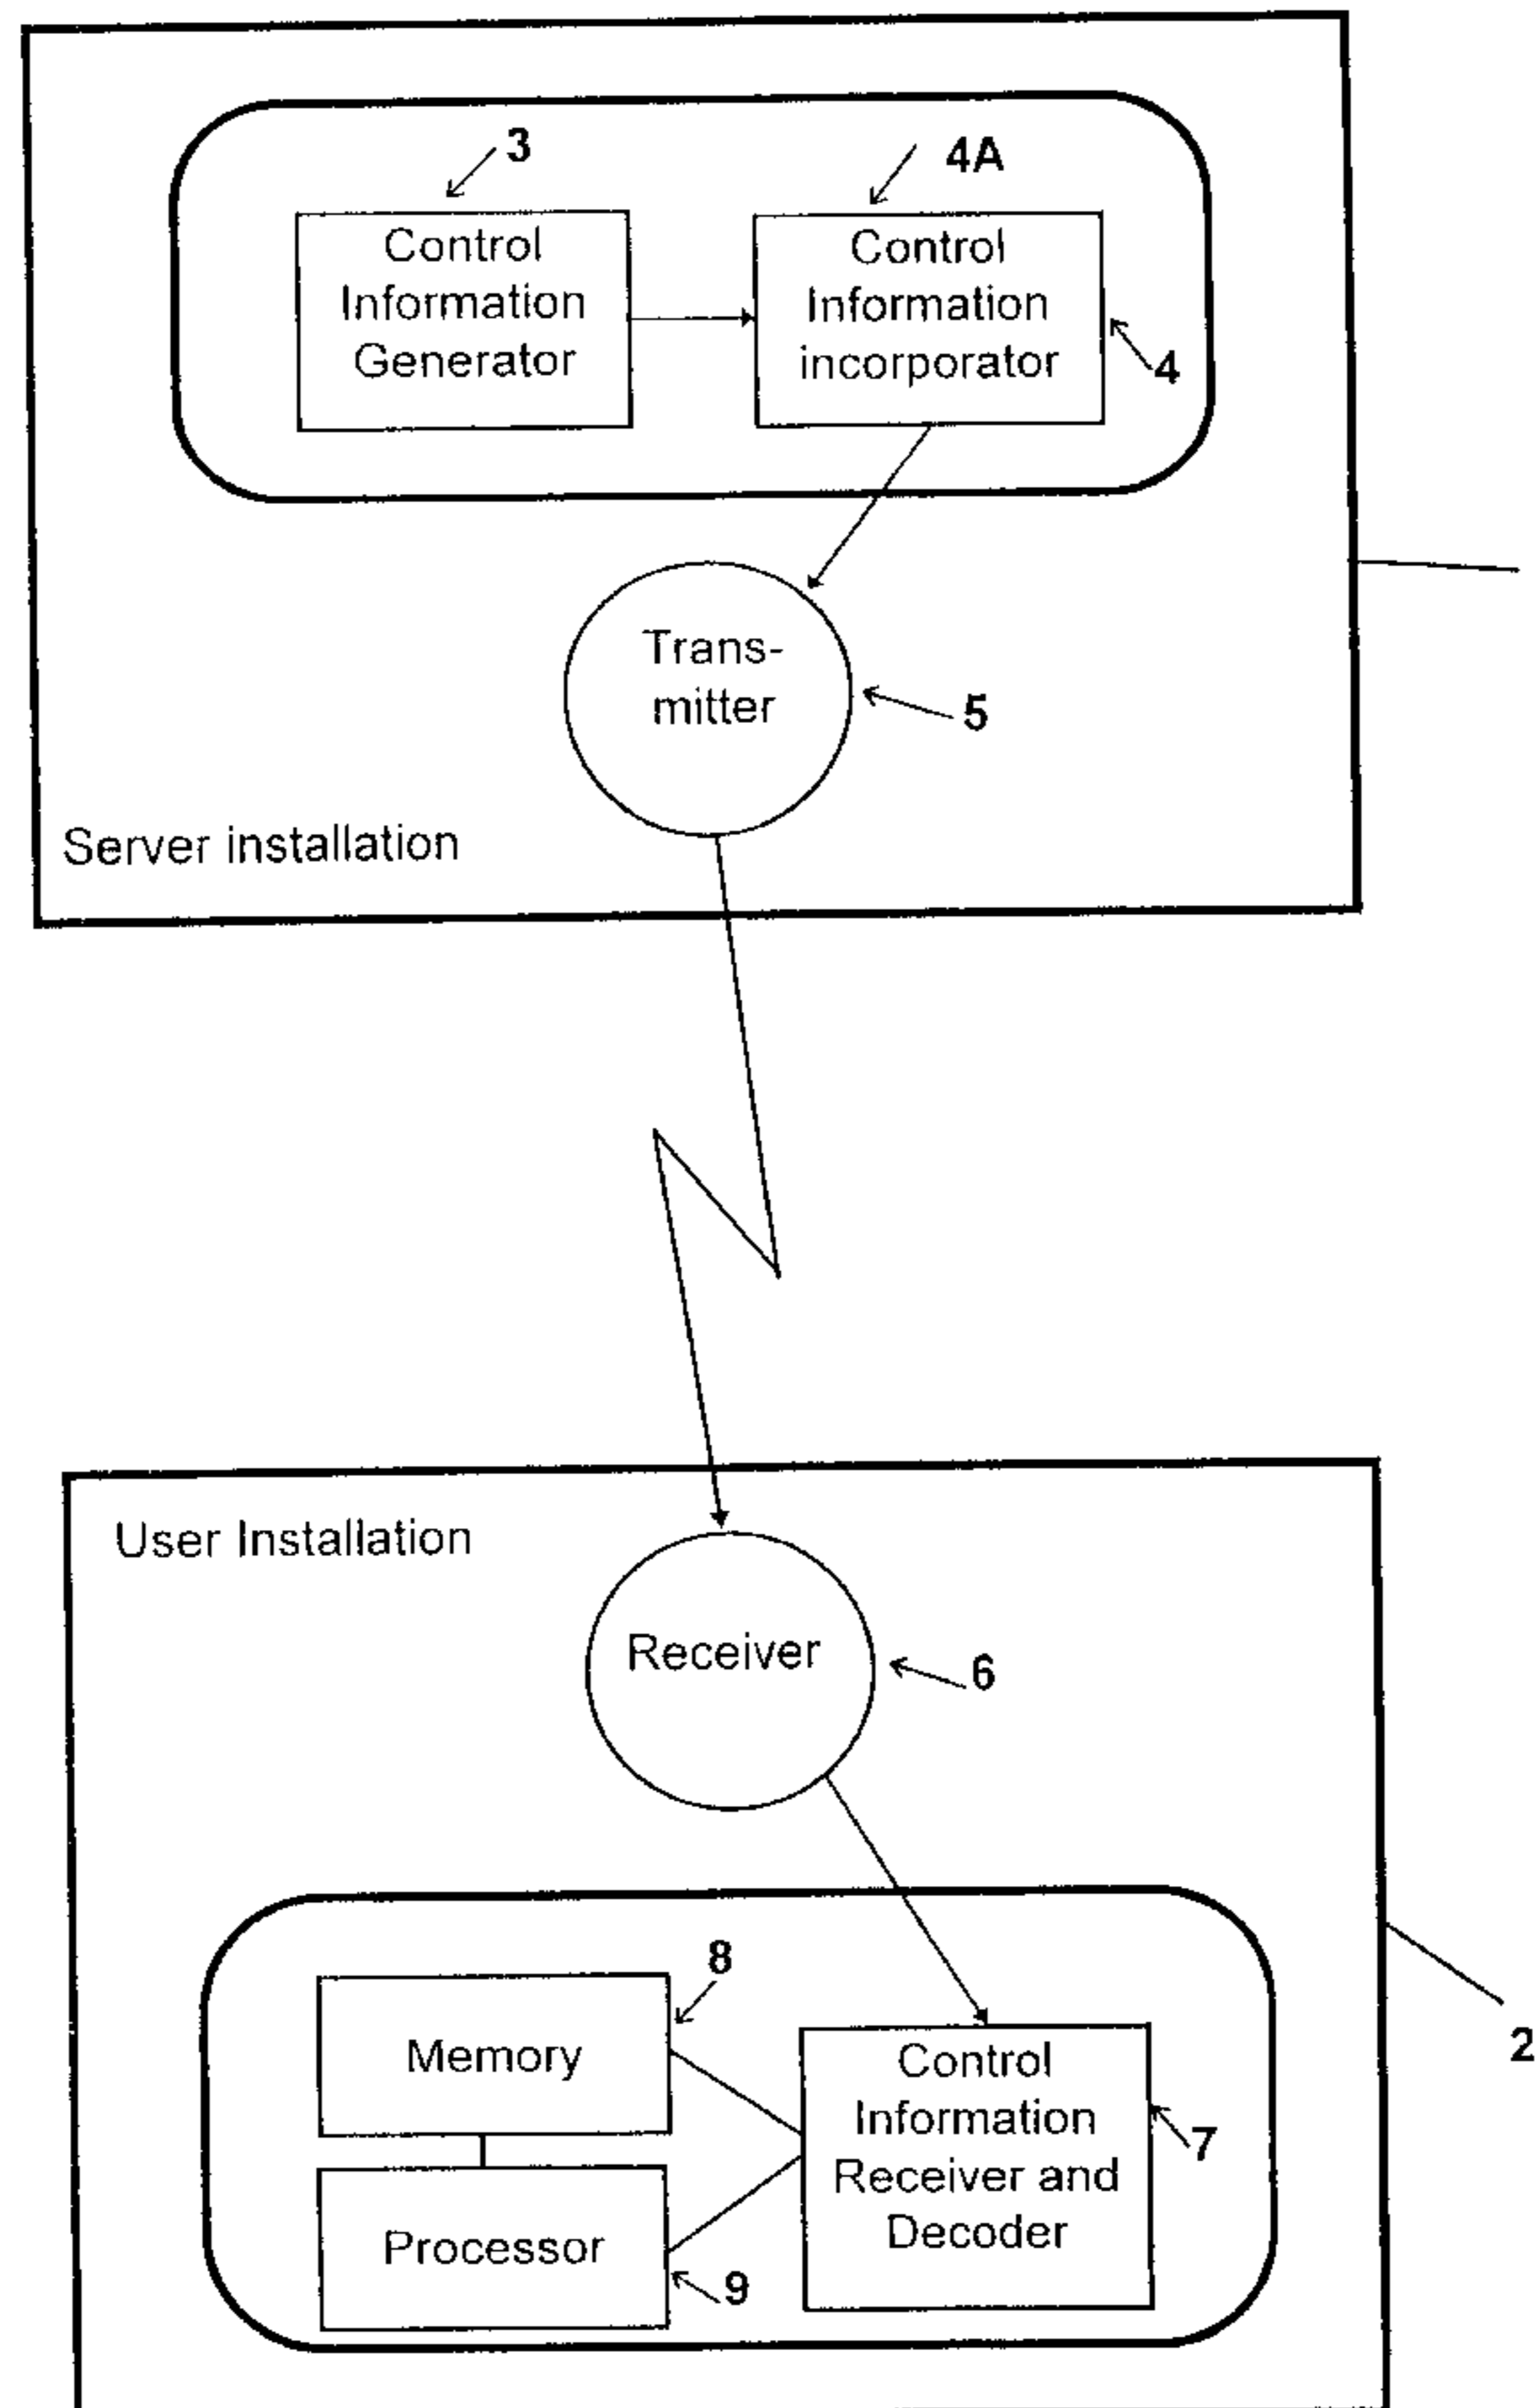 3
4A
Control
Information
Generator
Control
Information
incorporator
4
Trans-
mitter
5
Server installation
User Installation
Receiver
6
8
Memory
Control
Information
Receiver and
Decoder
7
2
Processor
9